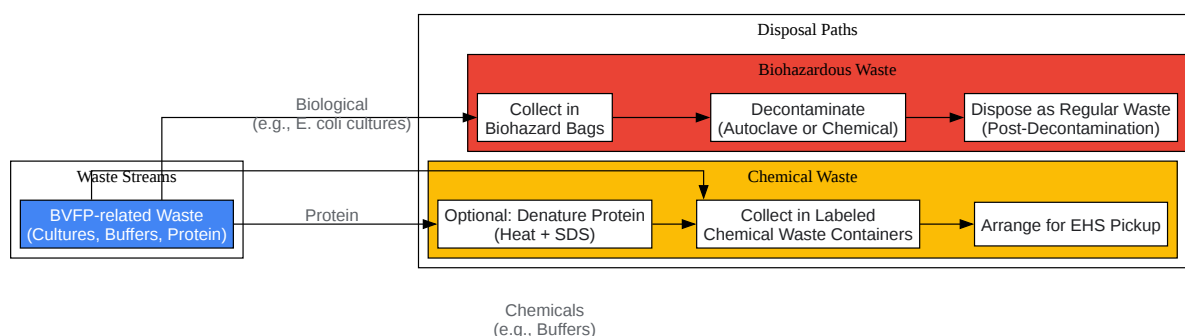 Disposal Paths
Biohazardous Waste
Biological
(e.g., E. coli cultures)
Collect in
Biohazard Bags
Decontaminate
(Autoclave or Chemical)
Dispose as Regular Waste
(Post-Decontamination)
Waste Streams
BVFP-related Waste
(Cultures, Buffers, Protein)
Protein
Chemical Waste
Optional: Denature Protein
(Heat + SDS)
Collect in Labeled
Chemical Waste Containers
Arrange for EHS Pickup
Chemicals
(e.g., Buffers)